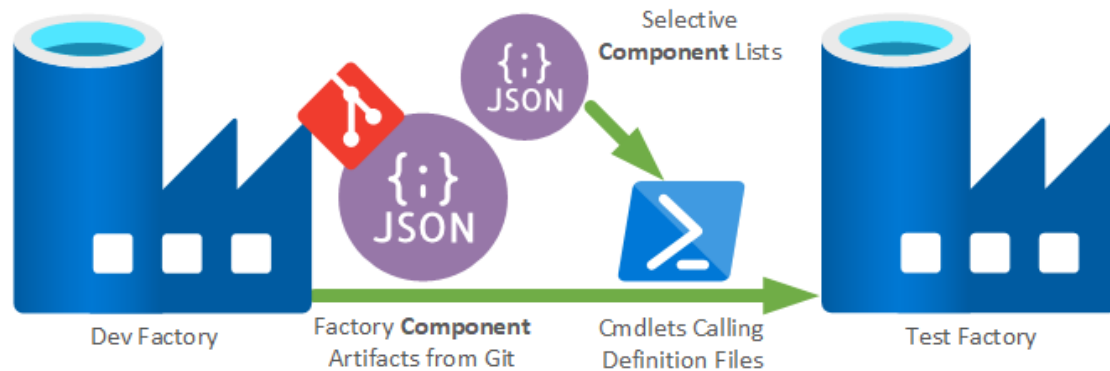 Selective
Component Lists
{;}
JSON
{;}
JSON
Dev Factory
Factory Component
Artifacts from Git
Cmdlets Calling
Definition Files
Test Factory